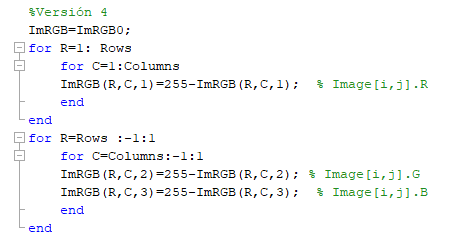 %Versión 4
ImRGB=ImRGB0;
for R=1: Rows
for C=1:Columns
ImRGB(R,C,1)=255-ImRGB(R,C,1);  % Image[i,j].R
end
end
for R=Rows :-1:1
for C=Columns:-1:1
ImRGB(R,C,2)=255-ImRGB(R,C,2); % Image[i,j].G
ImRGB(R,C,3)=255-ImRGB(R,C,3);  % Image[i,j].B
end
end